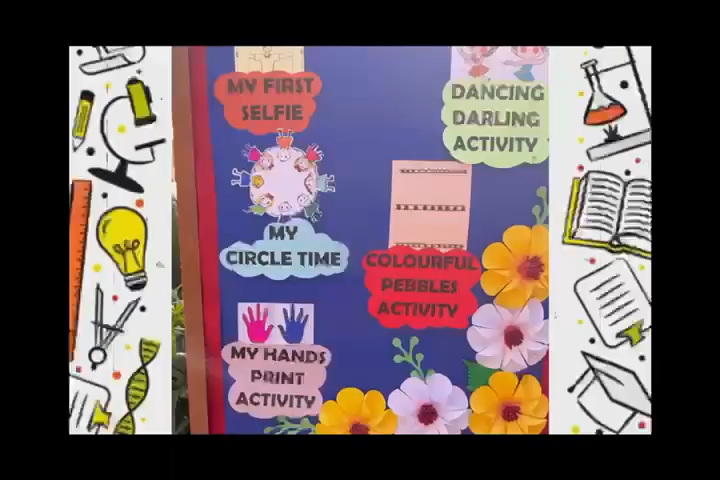 MY FIRST
SELFIE
DANCING
DARLING
ACTIVITY
MY
CIRCLE TIME
COLOURFUL
PEBBLES
ACTIVITY
MY HANDS
PRINT
ACTIVITY